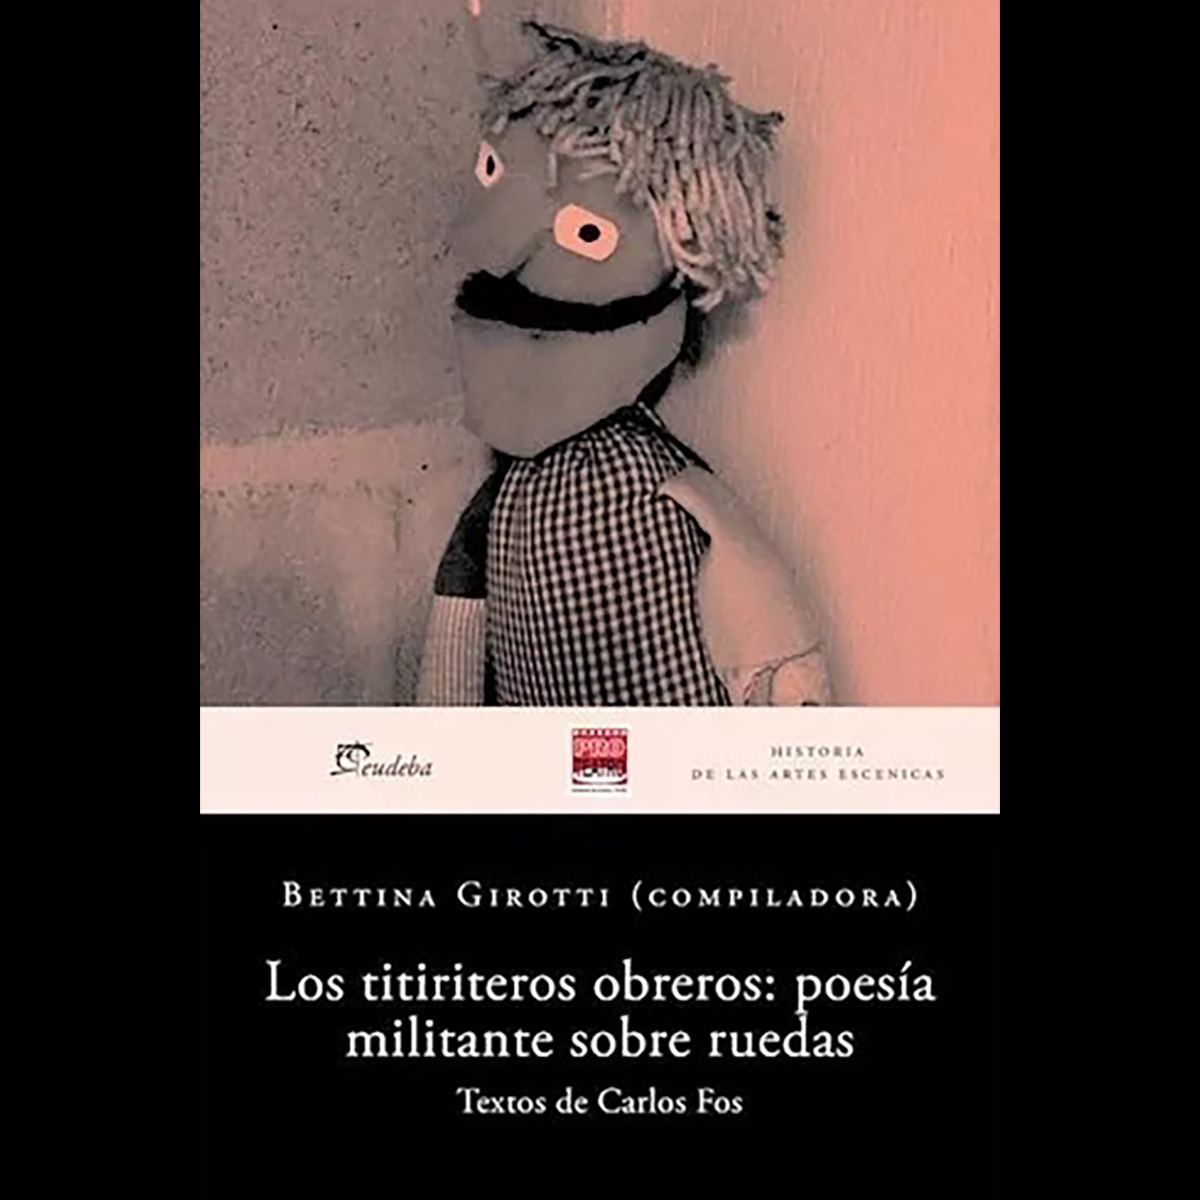 eudeba
PRO
HISTORIA
DE LAS ARTES ESCENICAS
BETTINA GIROTTI (COMPILADORA)
Los titiriteros obreros: poesía
militante sobre ruedas
Textos de Carlos Fos